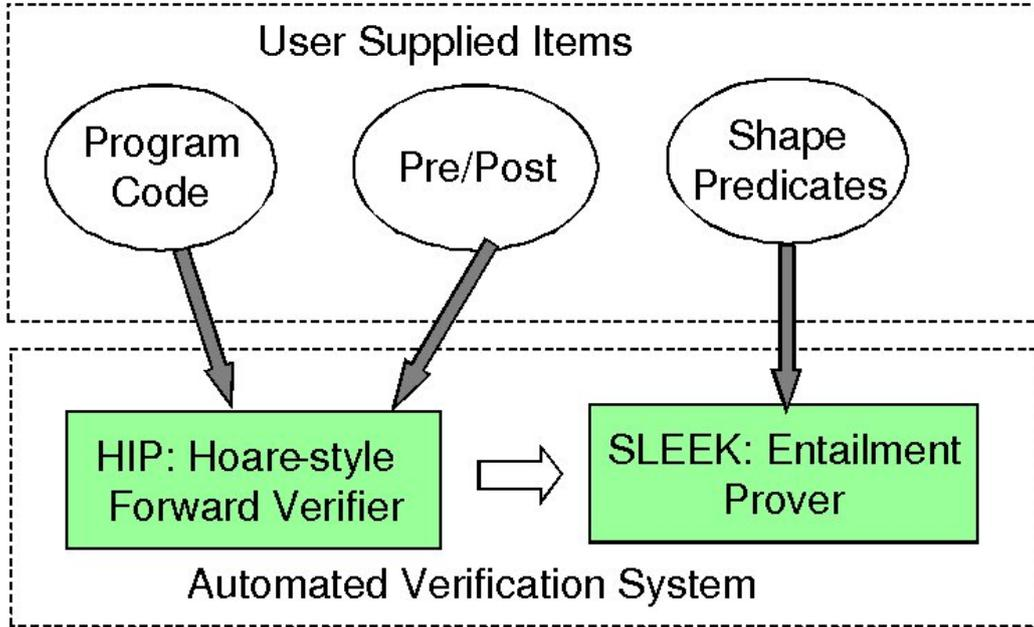 User Supplied Items
Program
Code
Pre/Post
Shape
Predicates
HIP: Hoare-style
Forward Verifier
SLEEK: Entailment
Prover
Automated Verification System